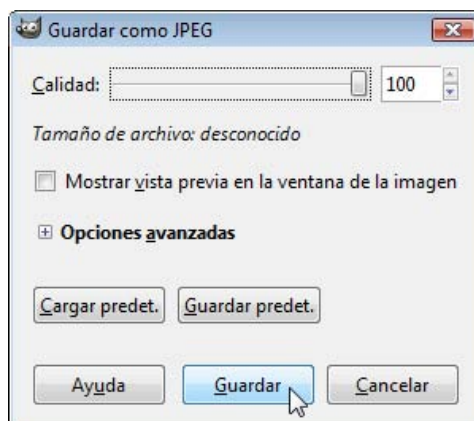 Guardar como JPEG
Calidad: 100
Tamaño de archivo: desconocido
Mostrar vista previa en la ventana de la imagen
Opciones avanzadas
Cargar predet. Guardar predet.
Ayuda Guardar Cancelar